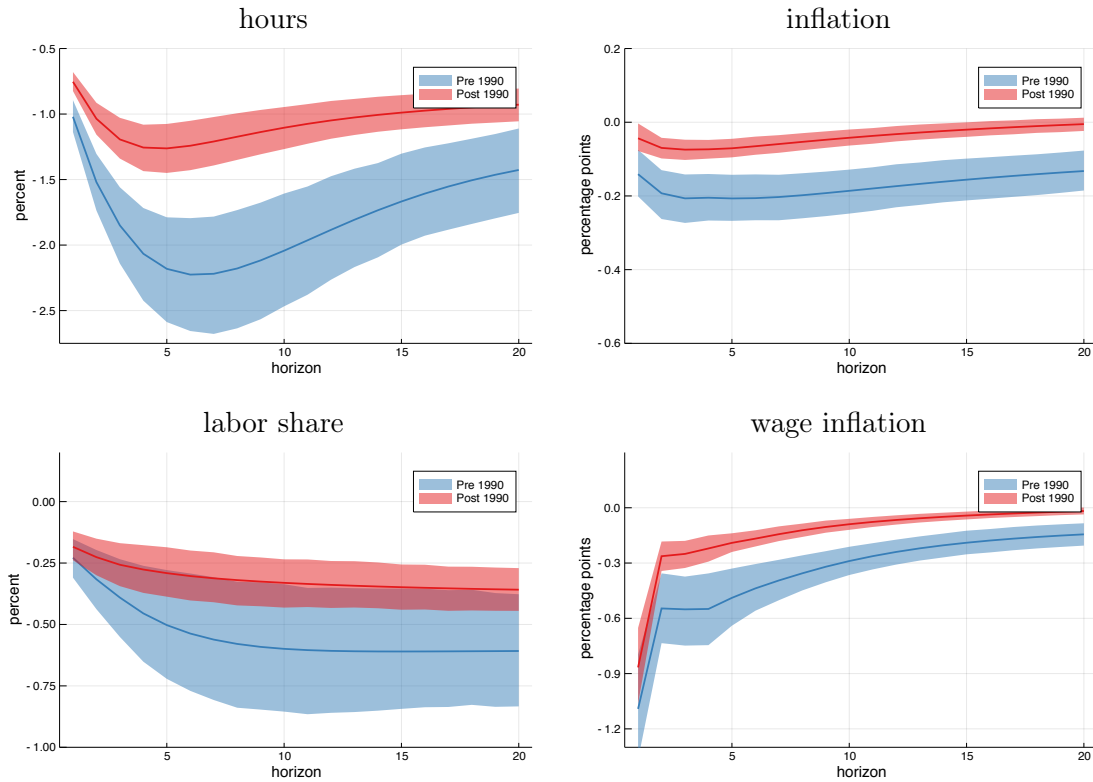 hours
- 0.5
- 1.0
- 1.5
- 2.0
- 2.5
percent
5
10
15
20
horizon
Pre 1990
Post 1990
inflation
0.2
0.0
- 0.2
- 0.4
- 0.6
percentage points
5
10
15
20
horizon
Pre 1990
Post 1990
labor share
0.00
- 0.25
- 0.50
- 0.75
- 1.00
percent
5
10
15
20
horizon
Pre 1990
Post 1990
wage inflation
0.0
- 0.3
- 0.6
- 0.9
- 1.2
percentage points
5
10
15
20
horizon
Pre 1990
Post 1990